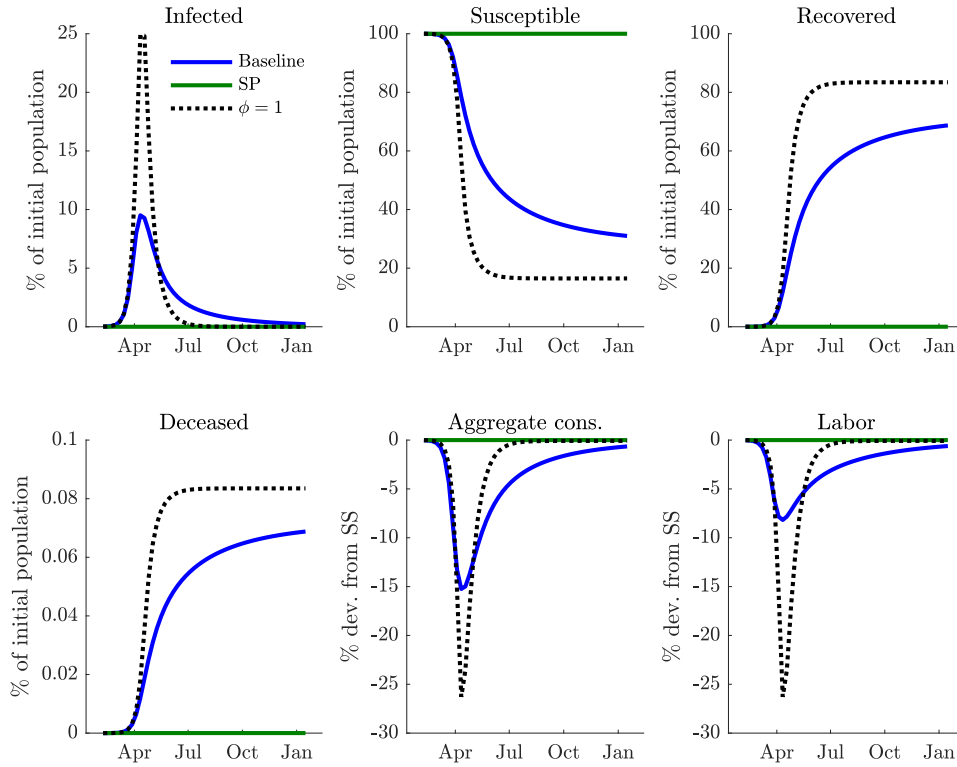 Infected
% of initial population
25
20
15
10
5
0
Apr
Jul
Oct
Jan
Baseline
SP
ϕ = 1
Susceptible
% of initial population
100
80
60
40
20
0
Apr
Jul
Oct
Jan
Recovered
% of initial population
100
80
60
40
20
0
Apr
Jul
Oct
Jan
Deceased
% of initial population
0.1
0.08
0.06
0.04
0.02
0
Apr
Jul
Oct
Jan
Aggregate cons.
% dev. from SS
0
-5
-10
-15
-20
-25
-30
Apr
Jul
Oct
Jan
Labor
% dev. from SS
0
-5
-10
-15
-20
-25
-30
Apr
Jul
Oct
Jan